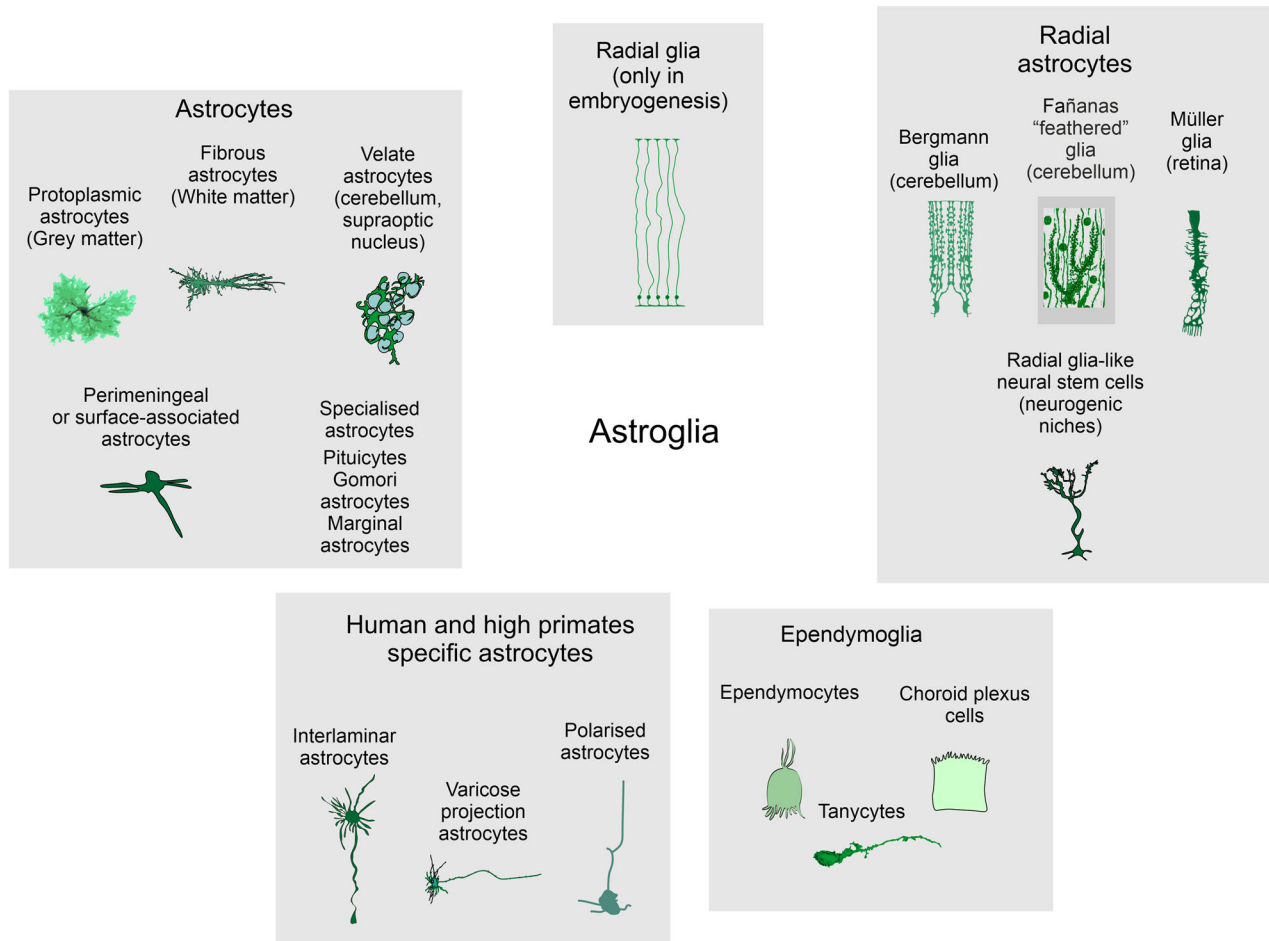 Astrocytes
Protoplasmic
astrocytes
(Grey matter)
Fibrous
astrocytes
(White matter)
Velate
astrocytes
(cerebellum,
supraoptic
nucleus)
Perimeningeal
or surface-associated
astrocytes
Specialised
astrocytes
Pituicytes
Gomori
astrocytes
Marginal
astrocytes
Radial glia
(only in
embryogenesis)
Astroglia
Radial
astrocytes
Bergmann
glia
(cerebellum)
Fañanas
“feathered”
glia
(cerebellum)
Müller
glia
(retina)
Radial glia-like
neural stem cells
(neurogenic
niches)
Human and high primates
specific astrocytes
Interlaminar
astrocytes
Varicose
projection
astrocytes
Polarised
astrocytes
Ependymoglia
Ependymocytes
Choroid plexus
cells
Tanycytes